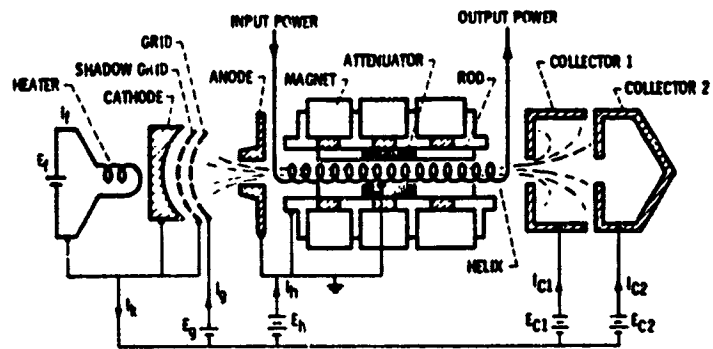 INPUT POWER
OUTPUT POWER
GRID
SHADOW GRID
ANODE
MAGNET
ATTENUATOR
ROD
COLLECTOR 1
COLLECTOR 2
HEATER
CATHODE
If
Ef
HELIX
Ik
Ig
Ih
IC1
IC2
Eg
Eh
EC1
EC2